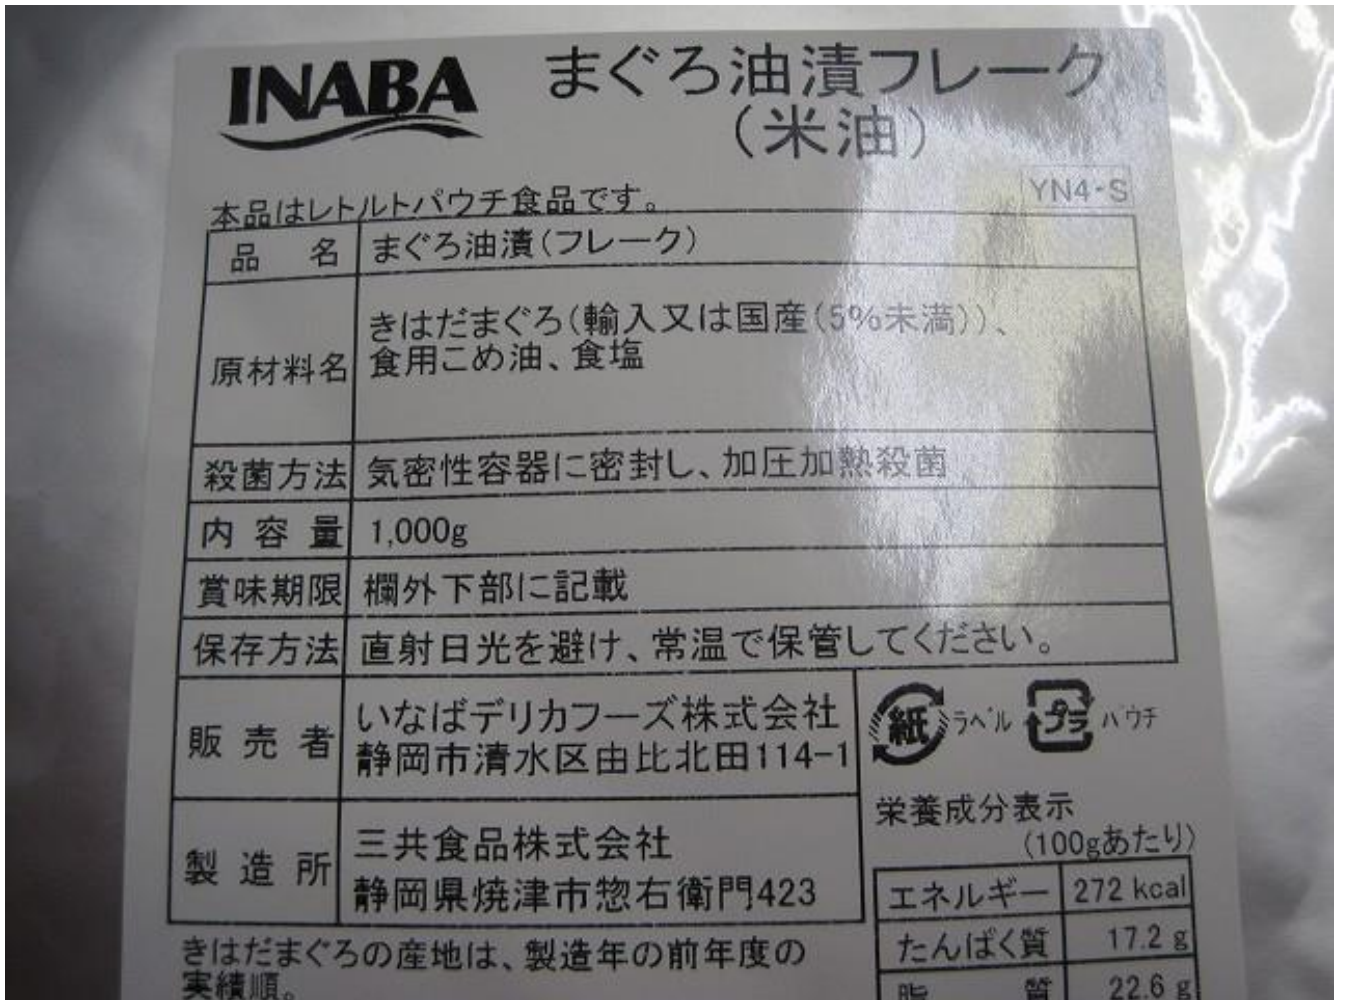 INABA
まぐろ油漬フレーク
（米油）
YN4-S
本品はレトルトパウチ食品です。
品名 まぐろ油漬（フレーク）
原材料名 きはだまぐろ（輸入又は国産（5%未満））、
食用こめ油、食塩
殺菌方法 気密性容器に密封し、加圧加熱殺菌
内容量 1,000g
賞味期限 欄外下部に記載
保存方法 直射日光を避け、常温で保管してください。
販売者 いなばデリカフーズ株式会社
静岡市清水区由比北田114-1
製造所 三共食品株式会社
静岡県焼津市惣右衛門423
きはだまぐろの産地は、製造年の前年度の
実績順。
紙 ラベル プラ パウチ
栄養成分表示
（100gあたり）
エネルギー 272 kcal
たんぱく質 17.2 g
脂質 22.6 g